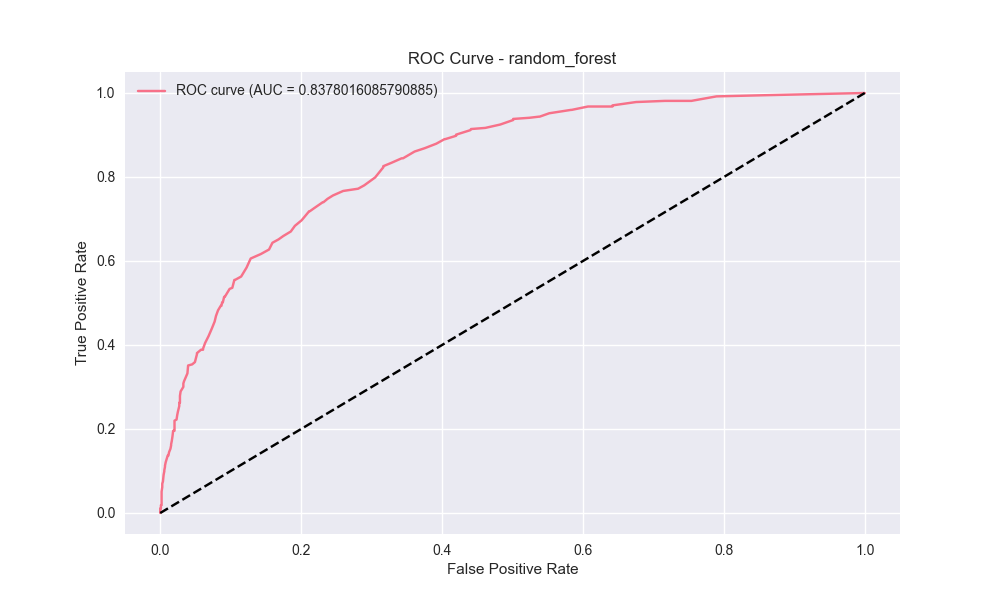 ROC Curve - random_forest
ROC curve (AUC = 0.8378016085790885)
True Positive Rate
1.0
0.8
0.6
0.4
0.2
0.0
0.0 0.2 0.4 0.6 0.8 1.0
False Positive Rate